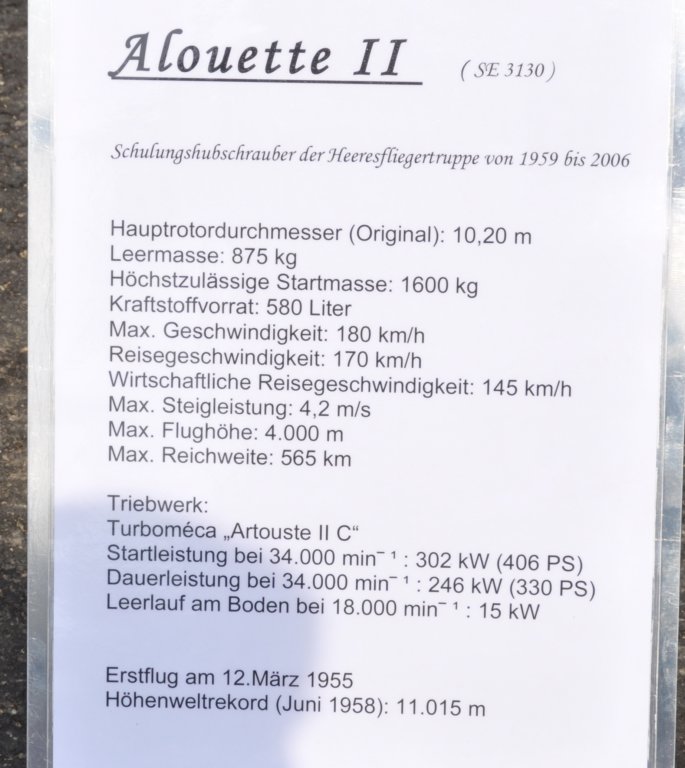 Alouette II (SE 3130)
Schulungshubschrauber der Heeresfliegertruppe von 1959 bis 2006
Hauptrotordurchmesser (Original): 10,20 m
Leermasse: 875 kg
Höchstzulässige Startmasse: 1600 kg
Kraftstoffvorrat: 580 Liter
Max. Geschwindigkeit: 180 km/h
Reisegeschwindigkeit: 170 km/h
Wirtschaftliche Reisegeschwindigkeit: 145 km/h
Max. Steigleistung: 4,2 m/s
Max. Flughöhe: 4.000 m
Max. Reichweite: 565 km
Triebwerk:
Turboméca „Artouste II C“
Startleistung bei 34.000 min⁻ ¹ : 302 kW (406 PS)
Dauerleistung bei 34.000 min⁻ ¹ : 246 kW (330 PS)
Leerlauf am Boden bei 18.000 min⁻ ¹ : 15 kW
Erstflug am 12.März 1955
Höhenweltrekord (Juni 1958): 11.015 m